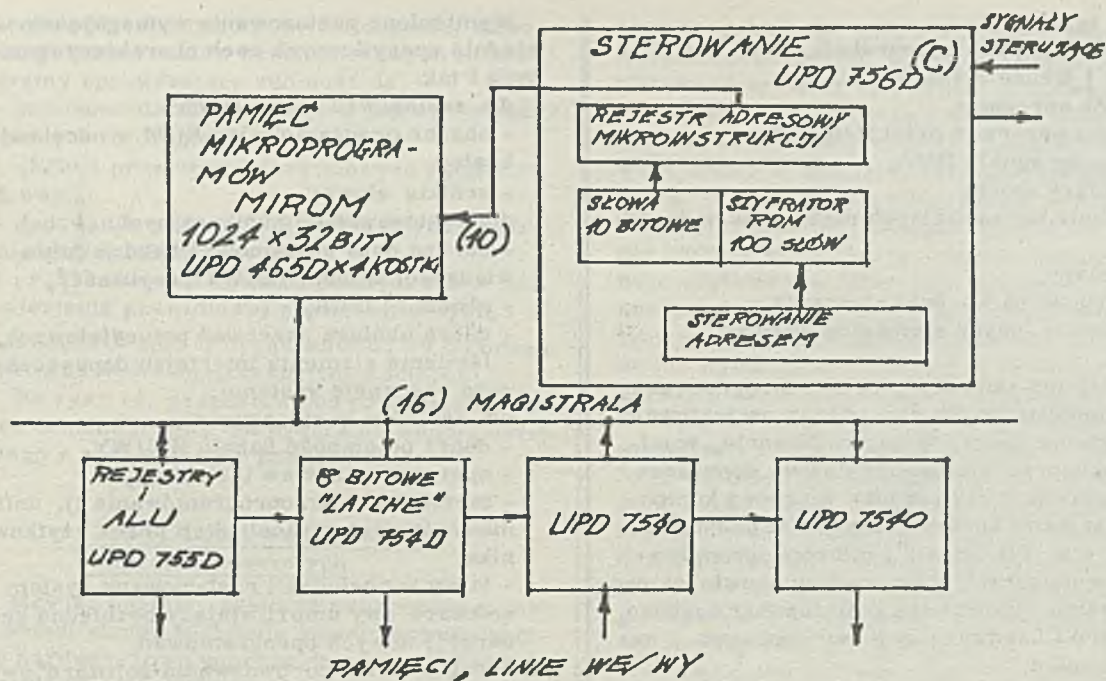 PAMIĘĆ
MIKROPROGRA-
MÓW
MIROM
1024 × 32 BITY
UPD 465D × 4 KOSTKI
(10)
STEROWANIE (C)
UPD 756D
SYGNAŁY
STERUJĄCE
REJESTR ADRESOWY
MIKROINSTRUKCJI
SŁOWA
10 BITOWE
SZYFRATOR
ROM
100 SŁÓW
STEROWANIE
ADRESEM
(16) MAGISTRALA
REJESTRY
I
ALU
UPD 755D
8 BITOWE
"LATCHE"
UPD 754D
UPD 754D
UPD 754D
PAMIĘCI, LINIE WE/WY